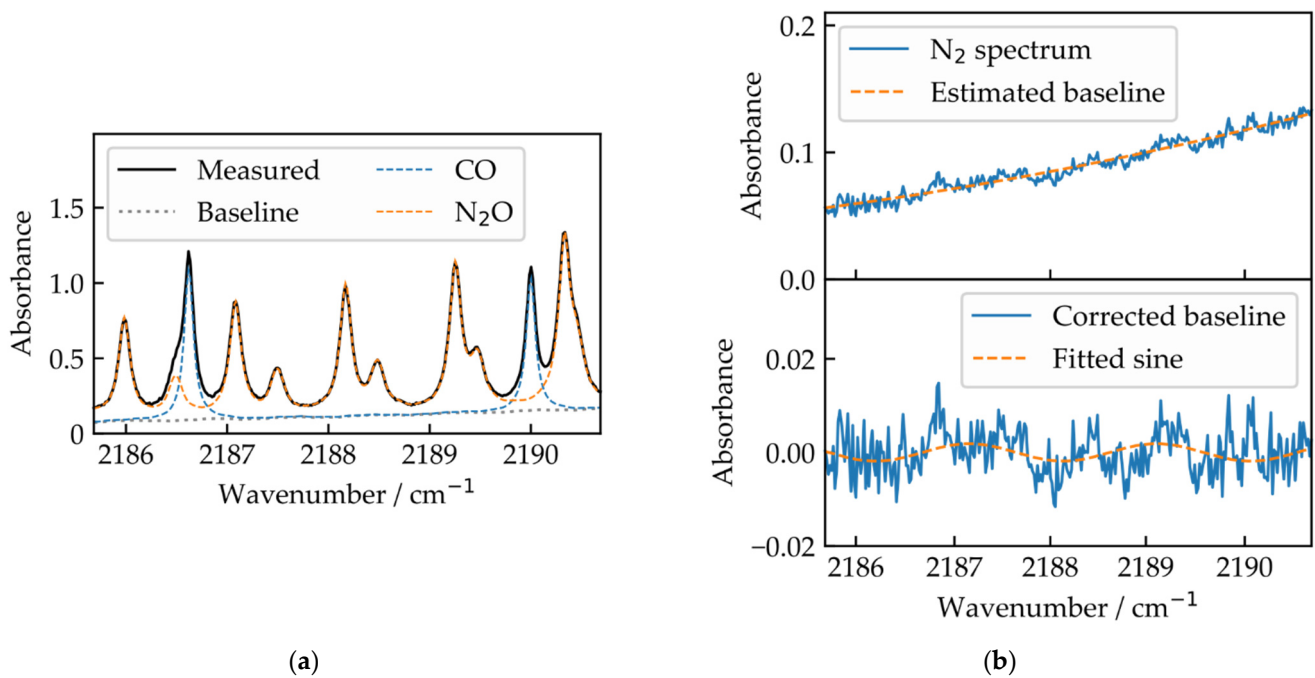 Measured
Baseline
CO
N₂O
Absorbance
1.5
1.0
0.5
0
2186 2187 2188 2189 2190
Wavenumber / cm⁻¹
(a)
N₂ spectrum
Estimated baseline
Absorbance
0.2
0.1
0.0
Corrected baseline
Fitted sine
Absorbance
0.02
0.00
−0.02
2186 2187 2188 2189 2190
Wavenumber / cm⁻¹
(b)